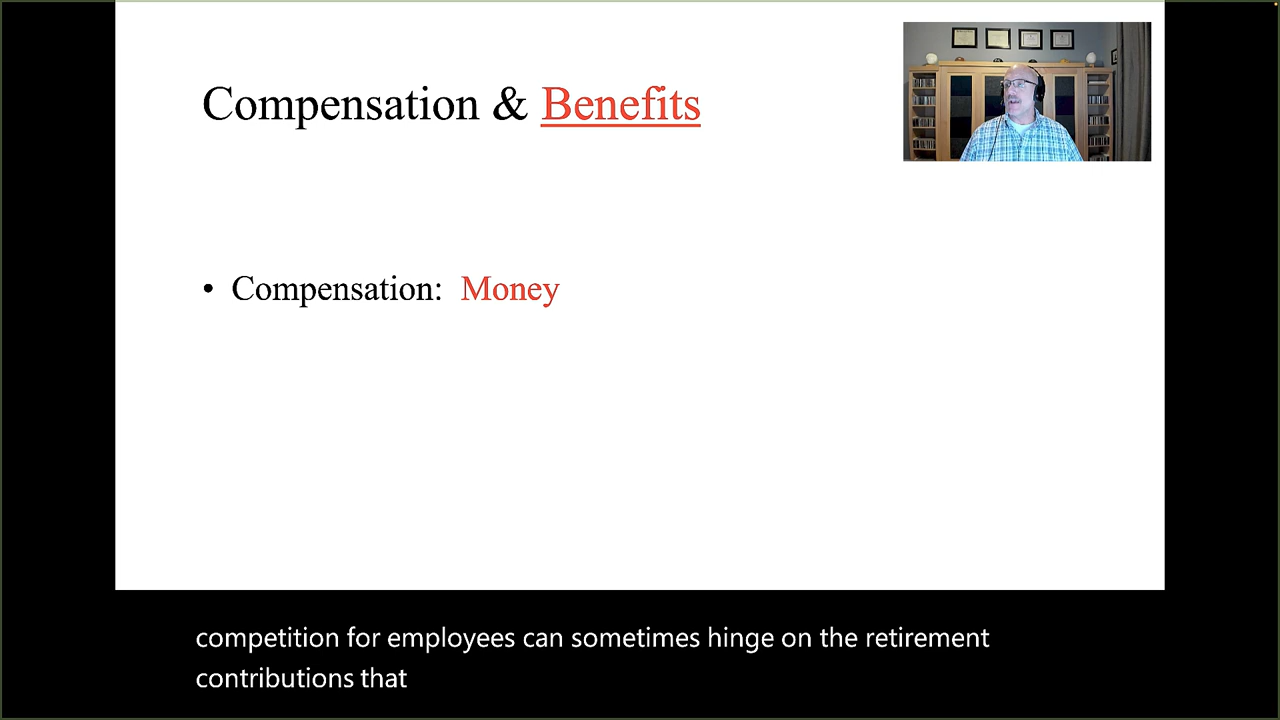 Compensation & Benefits
• Compensation: Money
competition for employees can sometimes hinge on the retirement
contributions that